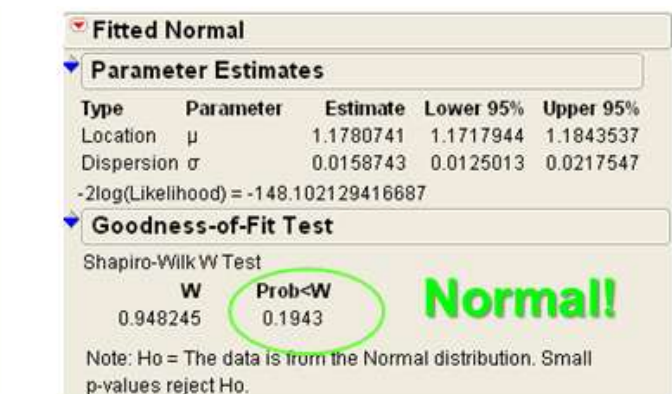 Fitted Normal
Parameter Estimates
Type Parameter Estimate Lower 95% Upper 95%
Location μ 1.1780741 1.1717944 1.1843537
Dispersion σ 0.0158743 0.0125013 0.0217547
-2log(Likelihood) = -148.102129416687
Goodness-of-Fit Test
Shapiro-Wilk W Test
W Prob<W
0.948245 0.1943
Normal!
Note: Ho = The data is from the Normal distribution. Small
p-values reject Ho.